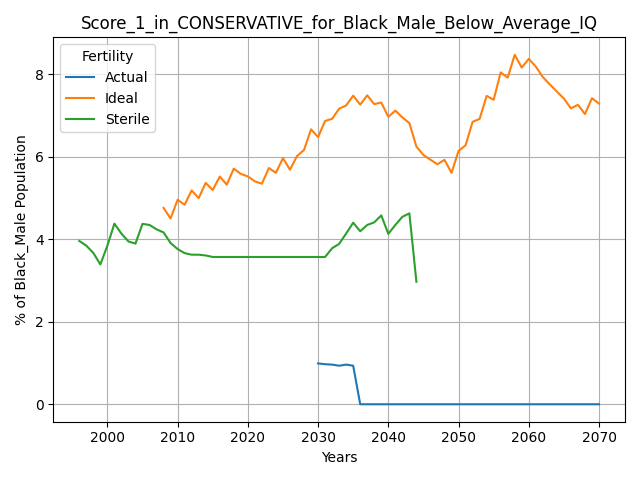 Score_1_in_CONSERVATIVE_for_Black_Male_Below_Average_IQ
Fertility
Actual
Ideal
Sterile
% of Black_Male Population
8
6
4
2
0
2000 2010 2020 2030 2040 2050 2060 2070
Years